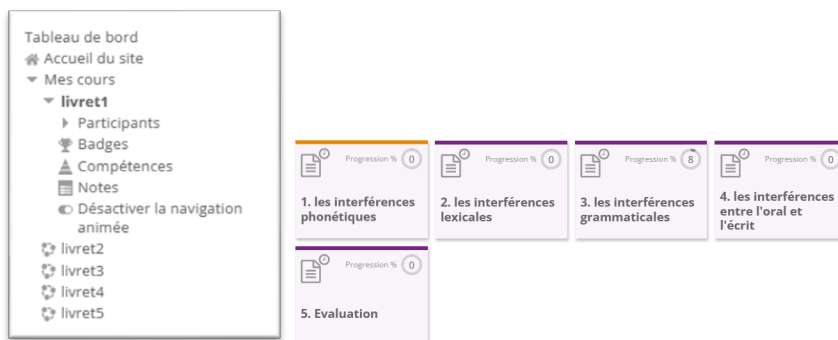 Tableau de bord
Accueil du site
Mes cours
livret1
Participants
Badges
Compétences
Notes
Désactiver la navigation
animée
livret2
livret3
livret4
livret5
Progression % 0
1. les interférences
phonétiques
Progression % 0
2. les interférences
lexicales
Progression % 8
3. les interférences
grammaticales
Progression % 0
4. les interférences
entre l'oral et
l'écrit
Progression % 0
5. Evaluation